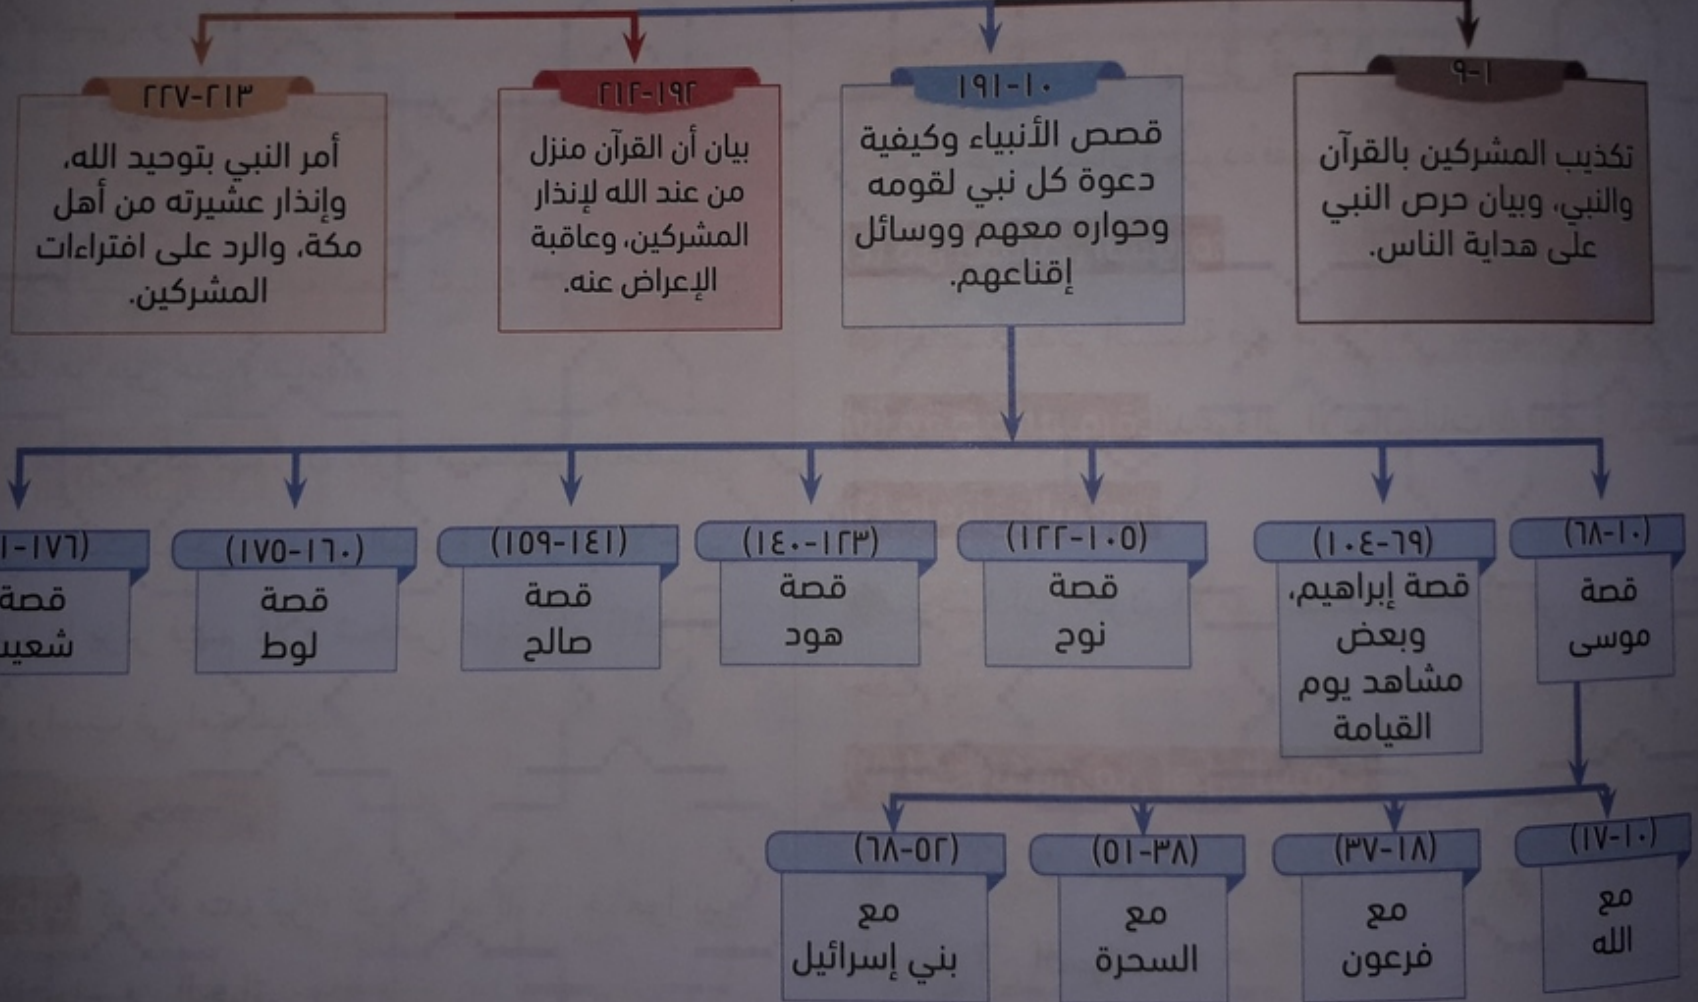 ٩-١
تكذيب المشركين بالقرآن
والنبي، وبيان حرص النبي
على هداية الناس.
١٩١-١٠
قصص الأنبياء وكيفية
دعوة كل نبي لقومه
وحواره معهم ووسائل
إقناعهم.
٢١٢-١٩٢
بيان أن القرآن منزل
من عند الله لإنذار
المشركين، وعاقبة
الإعراض عنه.
٢٢٧-٢١٣
أمر النبي بتوحيد الله،
وإنذار عشيرته من أهل
مكة، والرد على افتراءات
المشركين.
(٦٨-١٠)
قصة
موسى
(١٠٤-٦٩)
قصة إبراهيم،
وبعض
مشاهد يوم
القيامة
(١٢٢-١٠٥)
قصة
نوح
(١٤٠-١٢٣)
قصة
هود
(١٥٩-١٤١)
قصة
صالح
(١٧٥-١٦٠)
قصة
لوط
١-١٧٦)
قصة
شعيب
(١٧-١٠)
مع
الله
(٣٧-١٨)
مع
فرعون
(٥١-٣٨)
مع
السحرة
(٦٨-٥٢)
مع
بني إسرائيل